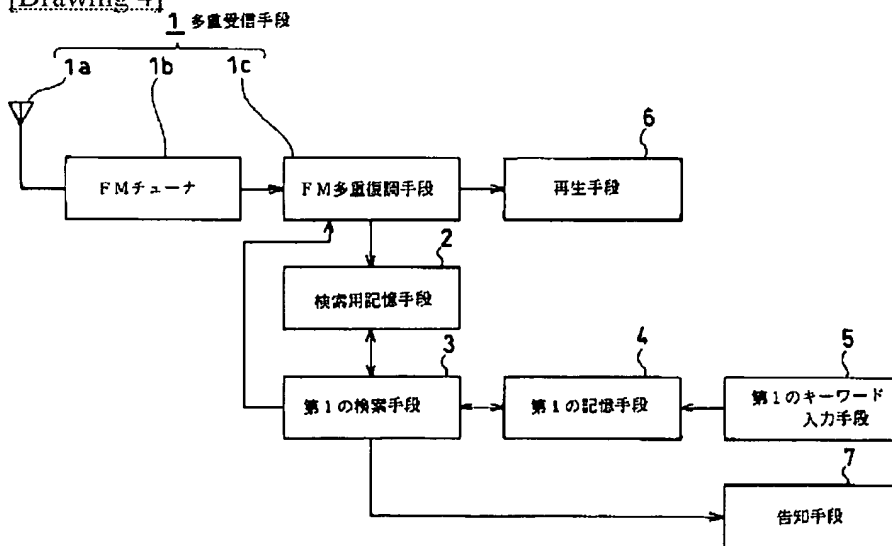 [Drawing 4]
1 多重受信手段
1a
1b
1c
6
FMチューナ
FM多重復調手段
再生手段
2
検索用記憶手段
3
4
5
第1の検索手段
第1の記憶手段
第1のキーワード
入力手段
7
告知手段